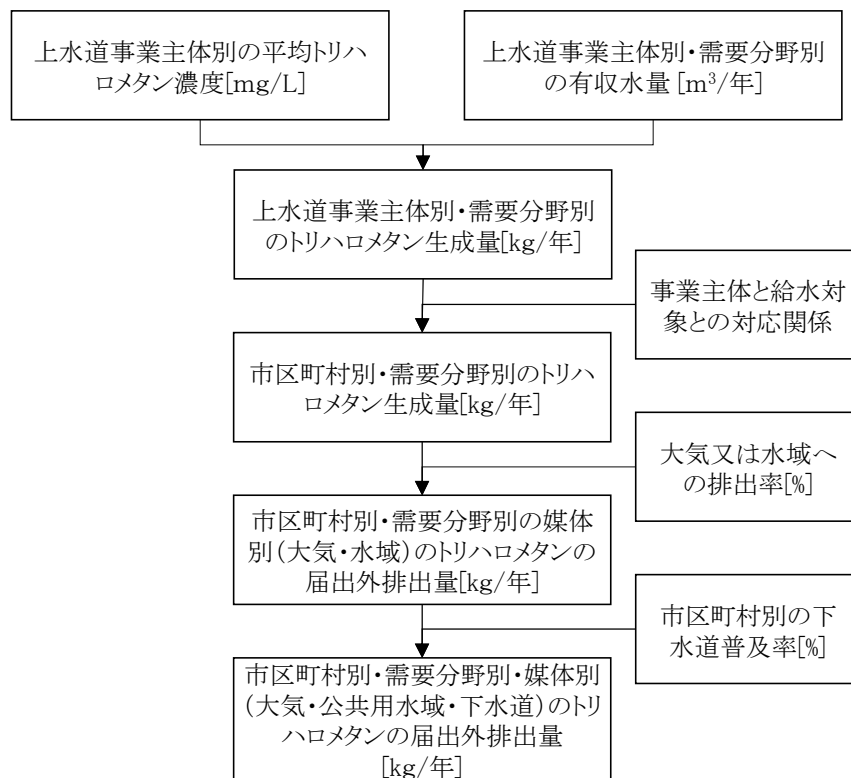 上水道事業主体別の平均トリハ
ロメタン濃度[mg/L]
上水道事業主体別・需要分野別
の有収水量 [m³/年]
上水道事業主体別・需要分野別
のトリハロメタン生成量[kg/年]
事業主体と給水対
象との対応関係
市区町村別・需要分野別のトリハ
ロメタン生成量[kg/年]
大気又は水域へ
の排出率[%]
市区町村別・需要分野別の媒体
別(大気・水域)のトリハロメタンの
届出外排出量[kg/年]
市区町村別の下
水道普及率[%]
市区町村別・需要分野別・媒体別
(大気・公共用水域・下水道)のトリ
ハロメタンの届出外排出量
[kg/年]